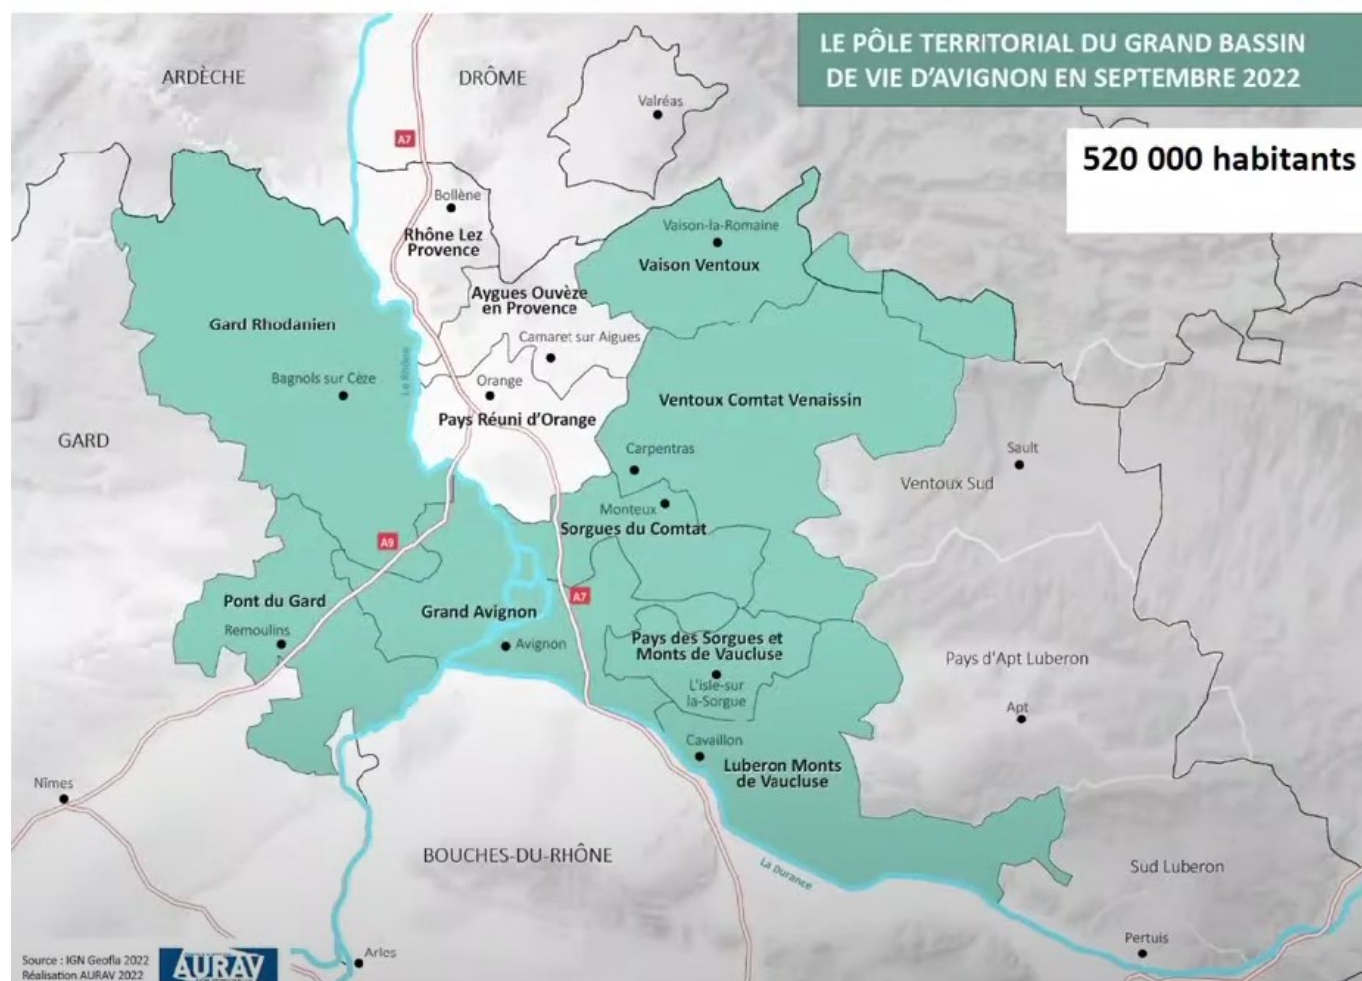 LE PÔLE TERRITORIAL DU GRAND BASSIN
DE VIE D'AVIGNON EN SEPTEMBRE 2022
520 000 habitants
ARDÈCHE
DRÔME
Valréas
A7
Bollène
Rhône Lez
Provence
Vaison-la-Romaine
Vaison Ventoux
Aygues Ouvèze
en Provence
Gard Rhodanien
Camaret sur Aigues
Le Rhône
Bagnols sur Cèze
Orange
Pays Réuni d'Orange
Ventoux Comtat Venaissin
GARD
Carpentras
Sault
Ventoux Sud
Monteux
Sorgues du Comtat
A9
A7
Pont du Gard
Grand Avignon
Remoulins
Avignon
Pays des Sorgues et
Monts de Vaucluse
L'isle-sur
la-Sorgue
Pays d'Apt Luberon
Apt
Cavaillon
Luberon Monts
de Vaucluse
Nîmes
BOUCHES-DU-RHÔNE
La Durance
Sud Luberon
Pertuis
Arles
Source : IGN Geofla 2022
Réalisation AURAV 2022
AURAV